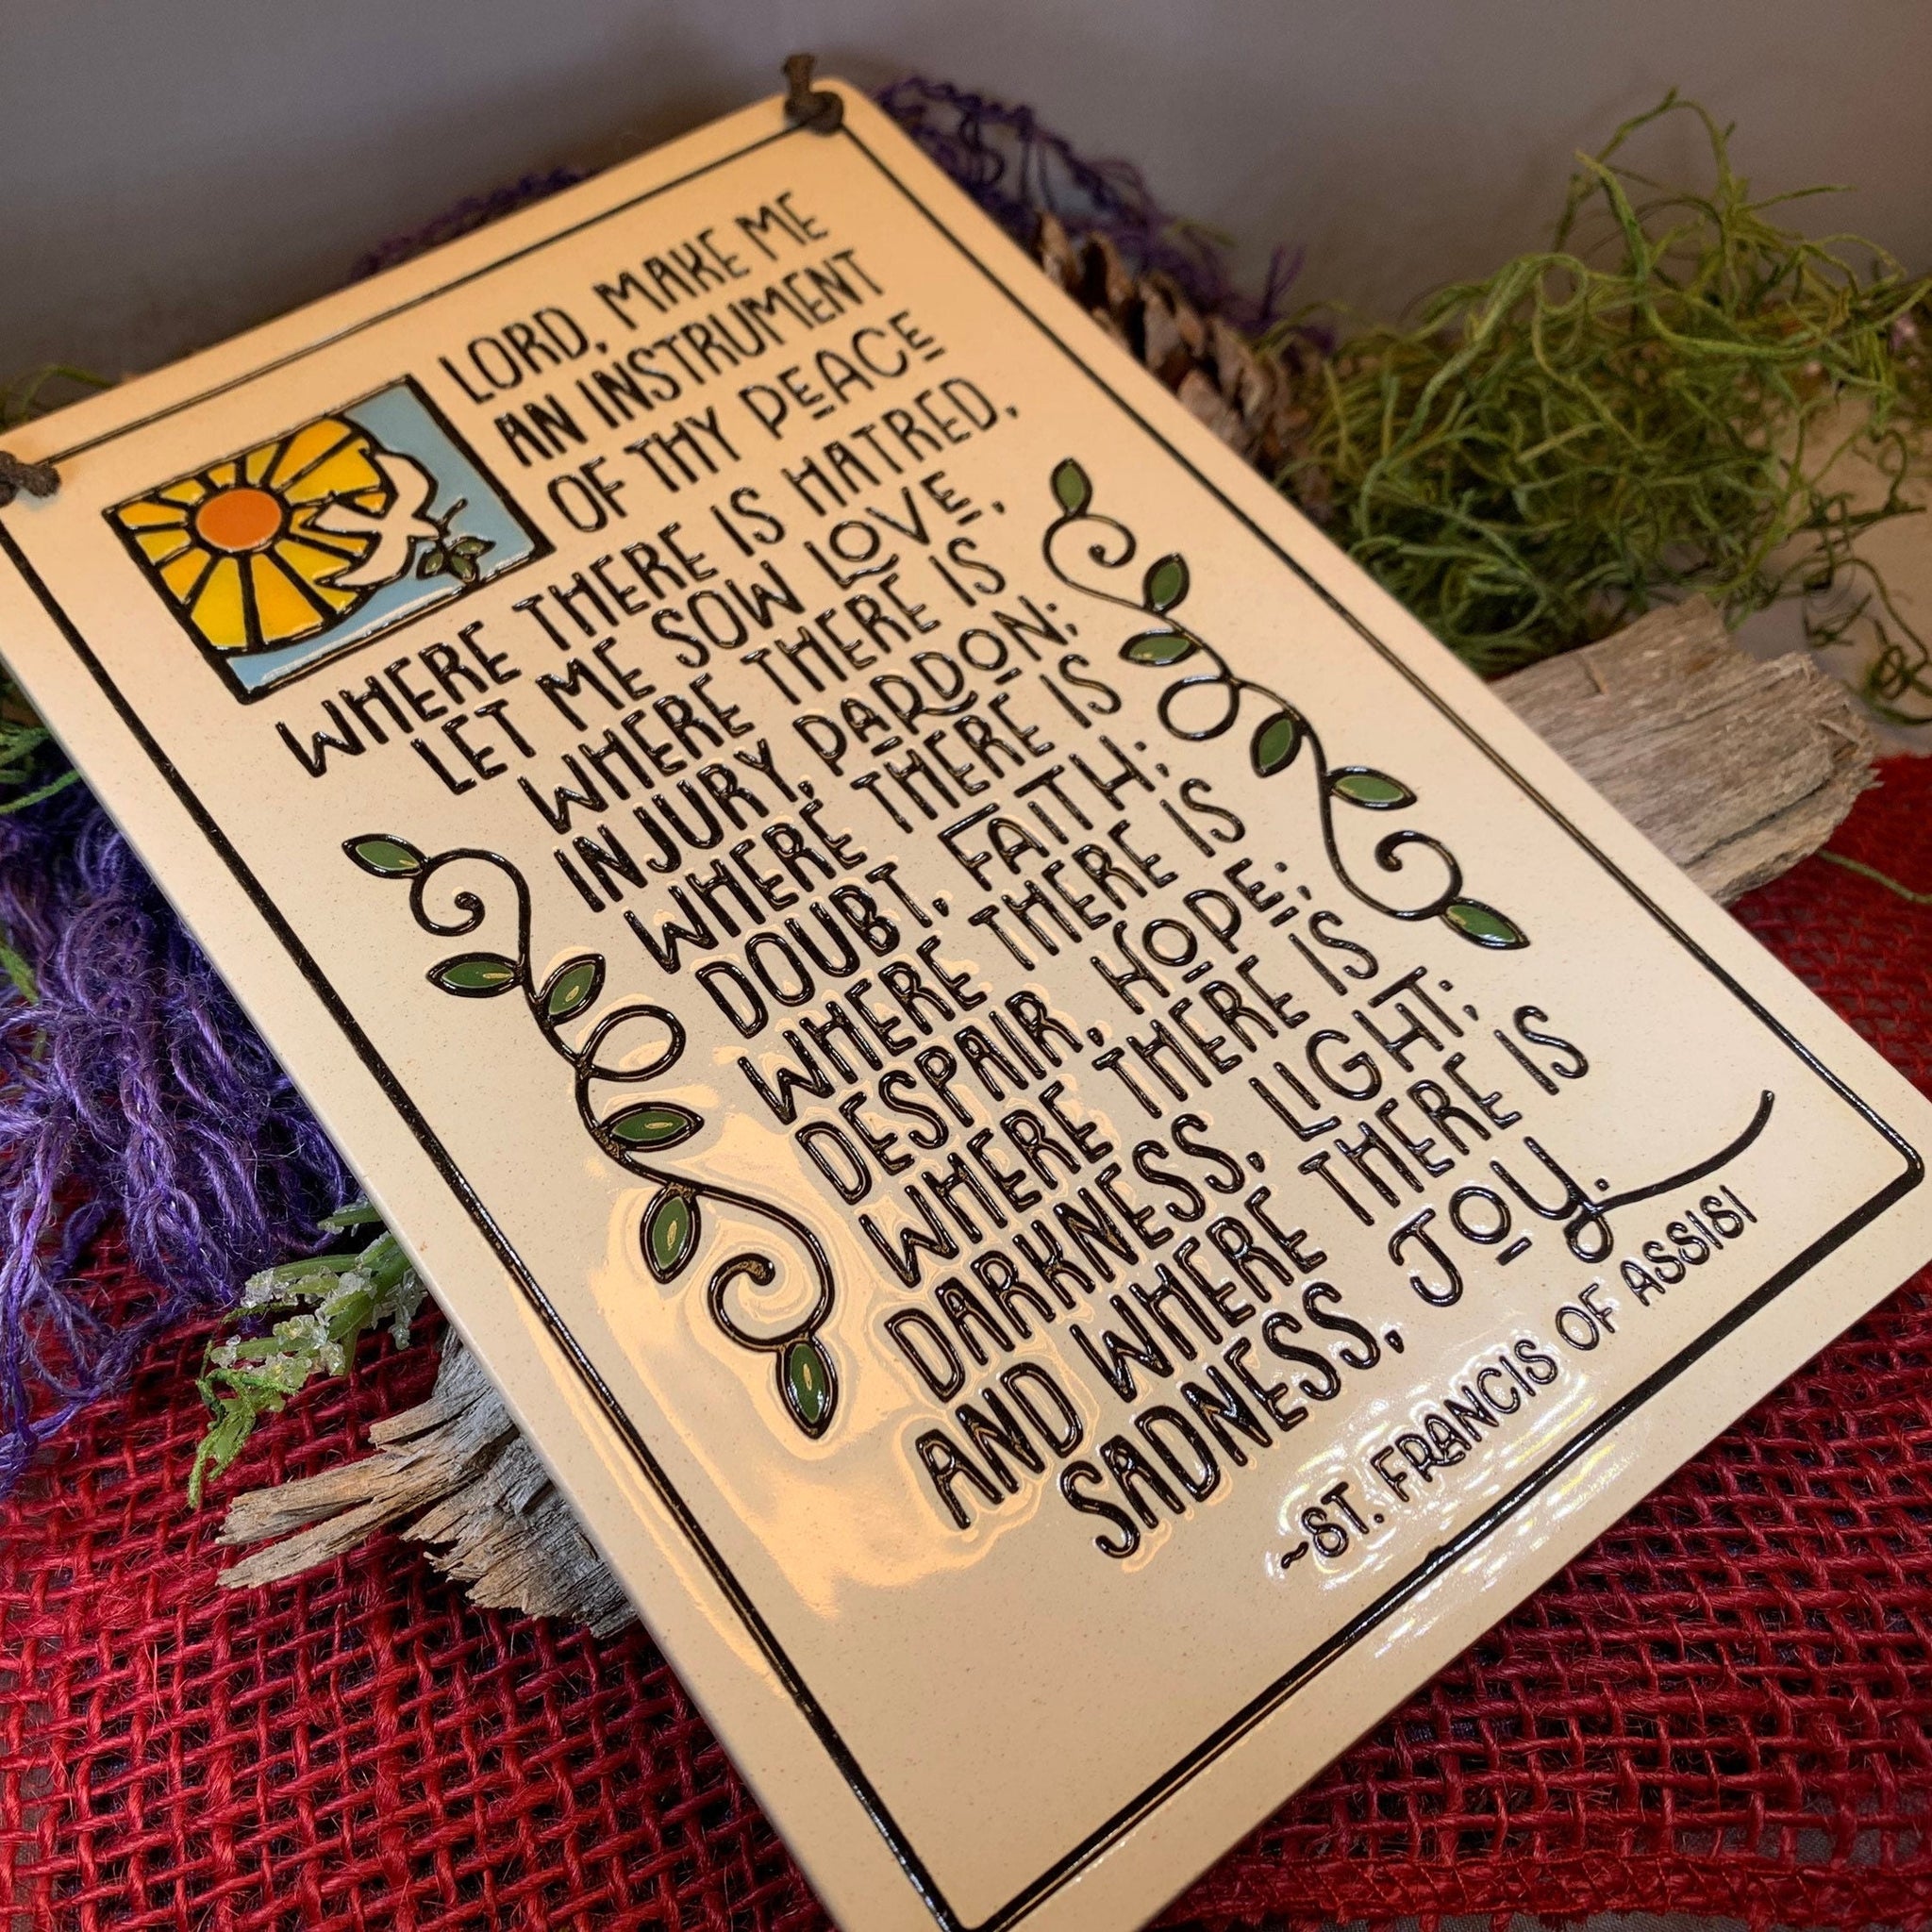 LORD, MAKE ME
AN INSTRUMENT
OF THY PEACE
WHERE THERE IS HATRED,
LET ME SOW LOVE,
WHERE THERE IS
INJURY, PARDON;
WHERE THERE IS
DOUBT, FAITH;
WHERE THERE IS
DESPAIR, HOPE;
WHERE THERE IS
DARKNESS, LIGHT;
AND WHERE THERE IS
SADNESS, JOY.
~ST. FRANCIS OF ASSISI